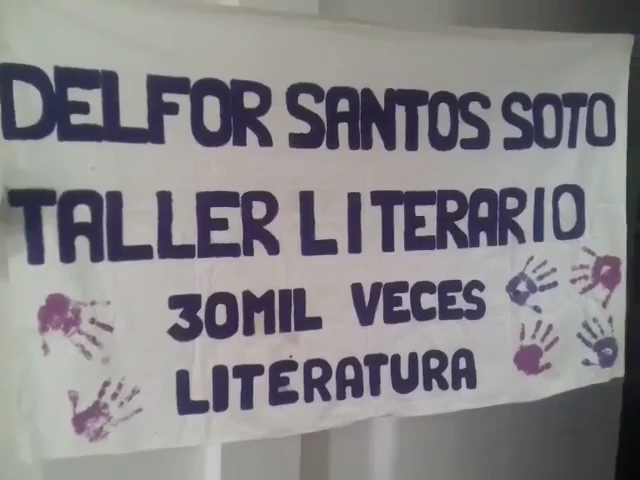 DELFOR SANTOS SOTO
TALLER LITERARIO
30MIL VECES
LITERATURA